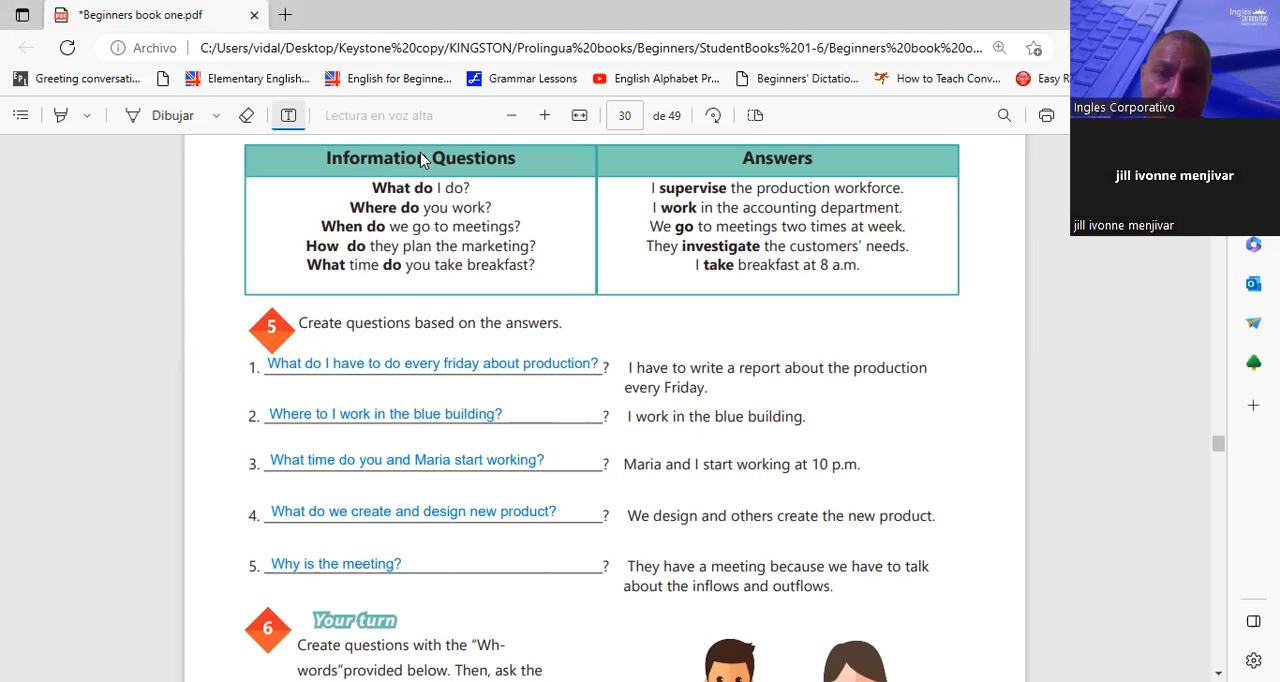 *Beginners book one.pdf
Archivo
C:/Users/vidal/Desktop/Keystone%20copy/KINGSTON/Prolingua%20books/Beginners/StudentBooks%201-6/Beginners%20book%20o...
Greeting conversati...
Elementary English...
English for Beginne...
Grammar Lessons
English Alphabet Pr...
Beginners' Dictatio...
How to Teach Conv...
Easy R
Dibujar
Lectura en voz alta
30
de 49
Ingles Corporativo
jill ivonne menjivar
jill ivonne menjivar
Information Questions
Answers
What do I do?
I supervise the production workforce.
Where do you work?
I work in the accounting department.
When do we go to meetings?
We go to meetings two times at week.
How do they plan the marketing?
They investigate the customers' needs.
What time do you take breakfast?
I take breakfast at 8 a.m.
5 Create questions based on the answers.
1. What do I have to do every friday about production? ?
I have to write a report about the production
every Friday.
2. Where to I work in the blue building? ?
I work in the blue building.
3. What time do you and Maria start working? ?
Maria and I start working at 10 p.m.
4. What do we create and design new product? ?
We design and others create the new product.
5. Why is the meeting? ?
They have a meeting because we have to talk
about the inflows and outflows.
6 Your turn
Create questions with the "Wh-
words"provided below. Then, ask the